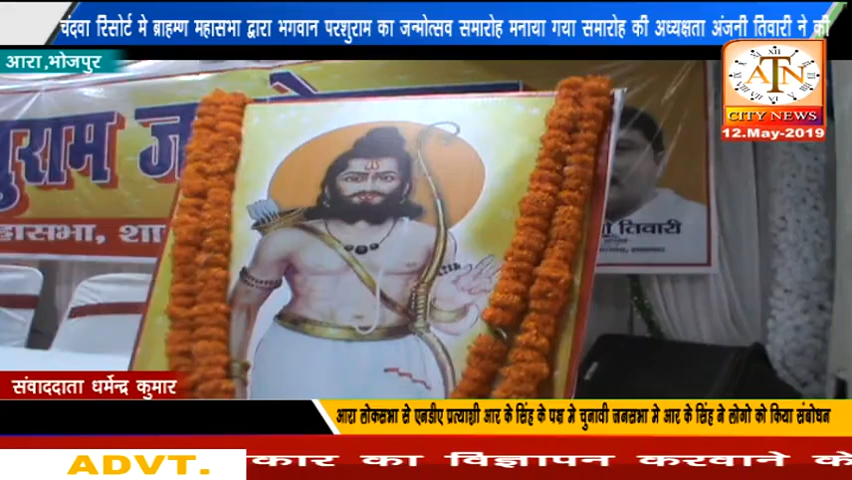 चंदवा रिसोर्ट मे ब्राहम्ण महासभा द्वारा भगवान परशुराम का जन्मोत्सव समारोह मनाया गया समारोह की अध्यक्षता अंजनी तिवारी ने की
आरा ,भोजपुर
ATN
CITY NEWS
12.May-2019
शुराम ज
हासभा, शा
तिवारी
संवाददाता धर्मेन्द्र कुमार
आरा लोकसभा से एनडीए प्रत्याशी आर के सिंह के पक्ष मे चुनावी जनसभा मे आर के सिंह ने लोगो को किया संबोधन
ADVT. कार का विज्ञापन करवाने के